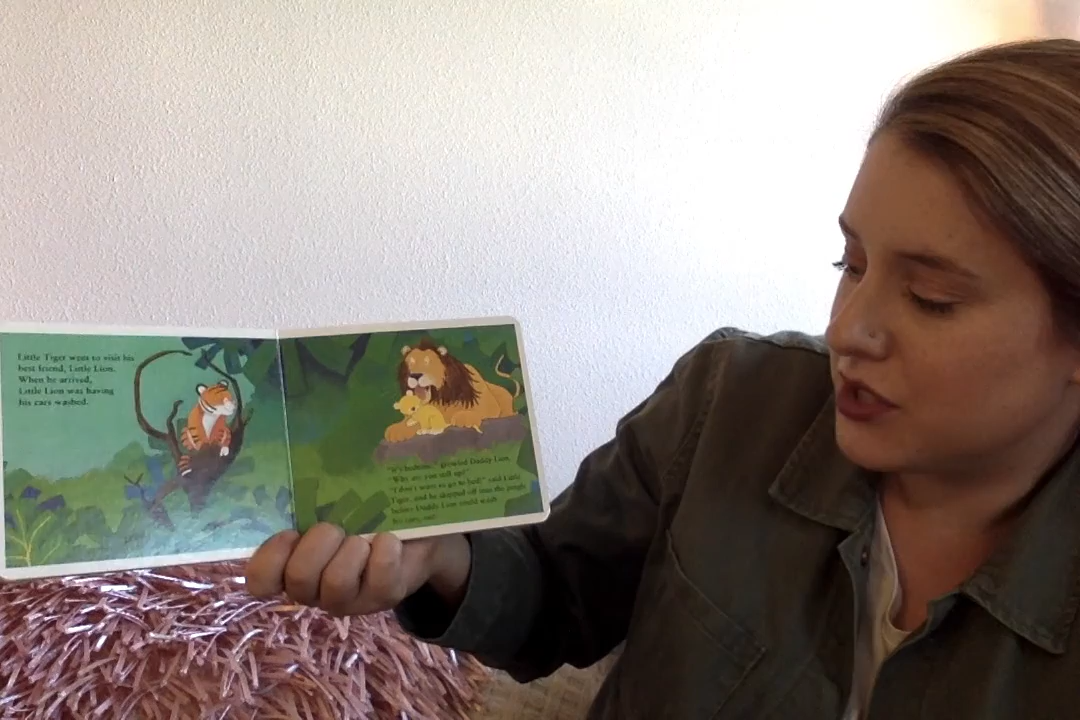 Little Tiger went to visit his
best friend, Little Lion.
When he arrived,
Little Lion was having
his ears washed.
"It's bedtime," growled Daddy Lion.
"Why are you still up?"
"I don't want to go to bed!" said Little
Tiger, and he skipped off into the jungle
before Daddy Lion could wash
his ears, too!